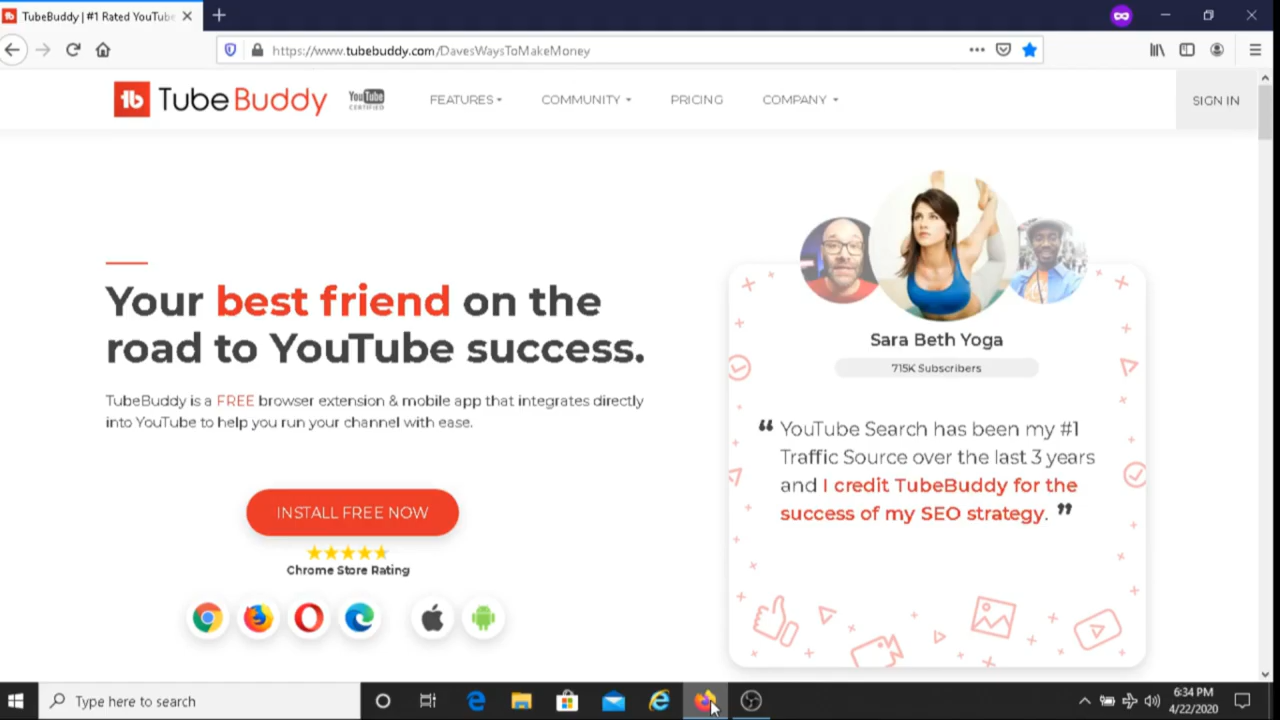 TubeBuddy | #1 Rated YouTube
https://www.tubebuddy.com/DavesWaysToMakeMoney
TubeBuddy
YouTube
CERTIFIED
FEATURES
COMMUNITY
PRICING
COMPANY
SIGN IN
Your best friend on the
road to YouTube success.
TubeBuddy is a FREE browser extension & mobile app that integrates directly
into YouTube to help you run your channel with ease.
INSTALL FREE NOW
Chrome Store Rating
Sara Beth Yoga
715K Subscribers
“ YouTube Search has been my #1
Traffic Source over the last 3 years
and I credit TubeBuddy for the
success of my SEO strategy. ”
Type here to search
6:34 PM
4/22/2020